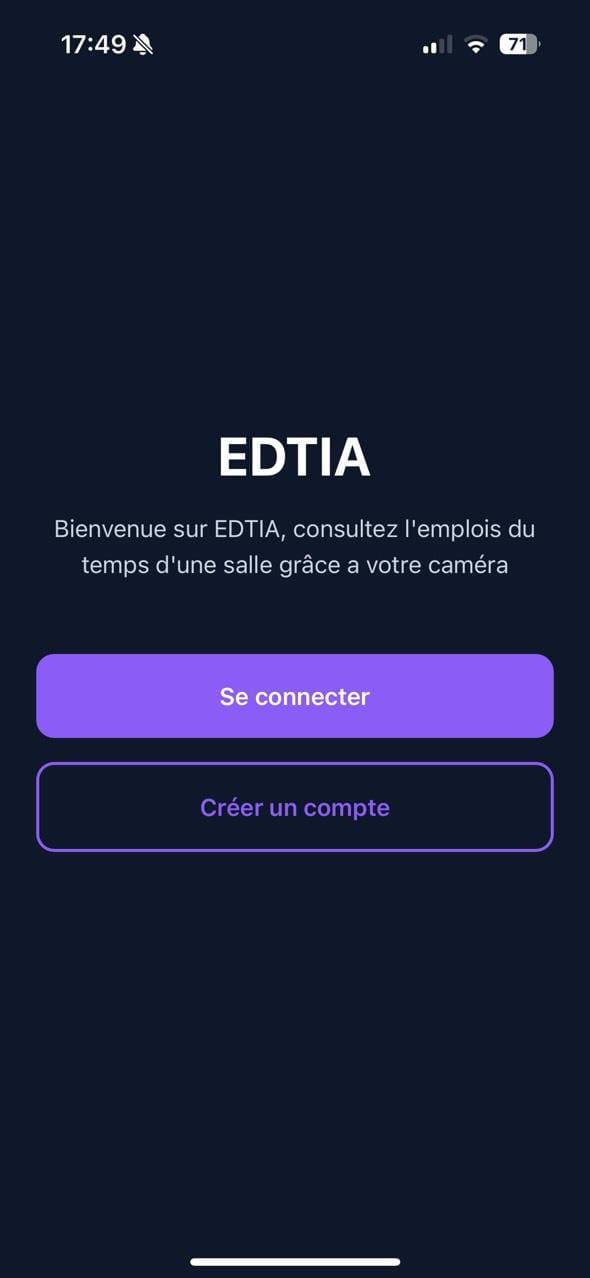 17:49
71
EDTIA
Bienvenue sur EDTIA, consultez l'emplois du
temps d'une salle grâce a votre caméra
Se connecter
Créer un compte